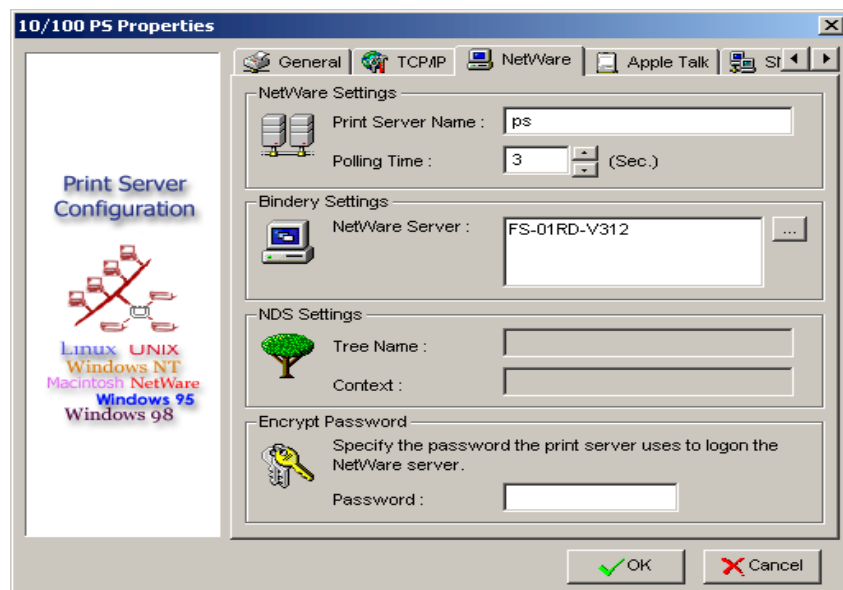 10/100 PS Properties
General TCP/IP NetWare Apple Talk
NetWare Settings
Print Server Name : ps
Polling Time : 3 (Sec.)
Bindery Settings
NetWare Server : FS-01RD-V312
...
NDS Settings
Tree Name :
Context :
Encrypt Password
Specify the password the print server uses to logon the
NetWare server.
Password :
Print Server
Configuration
Linux UNIX
Windows NT
Macintosh NetWare
Windows 95
Windows 98
OK Cancel